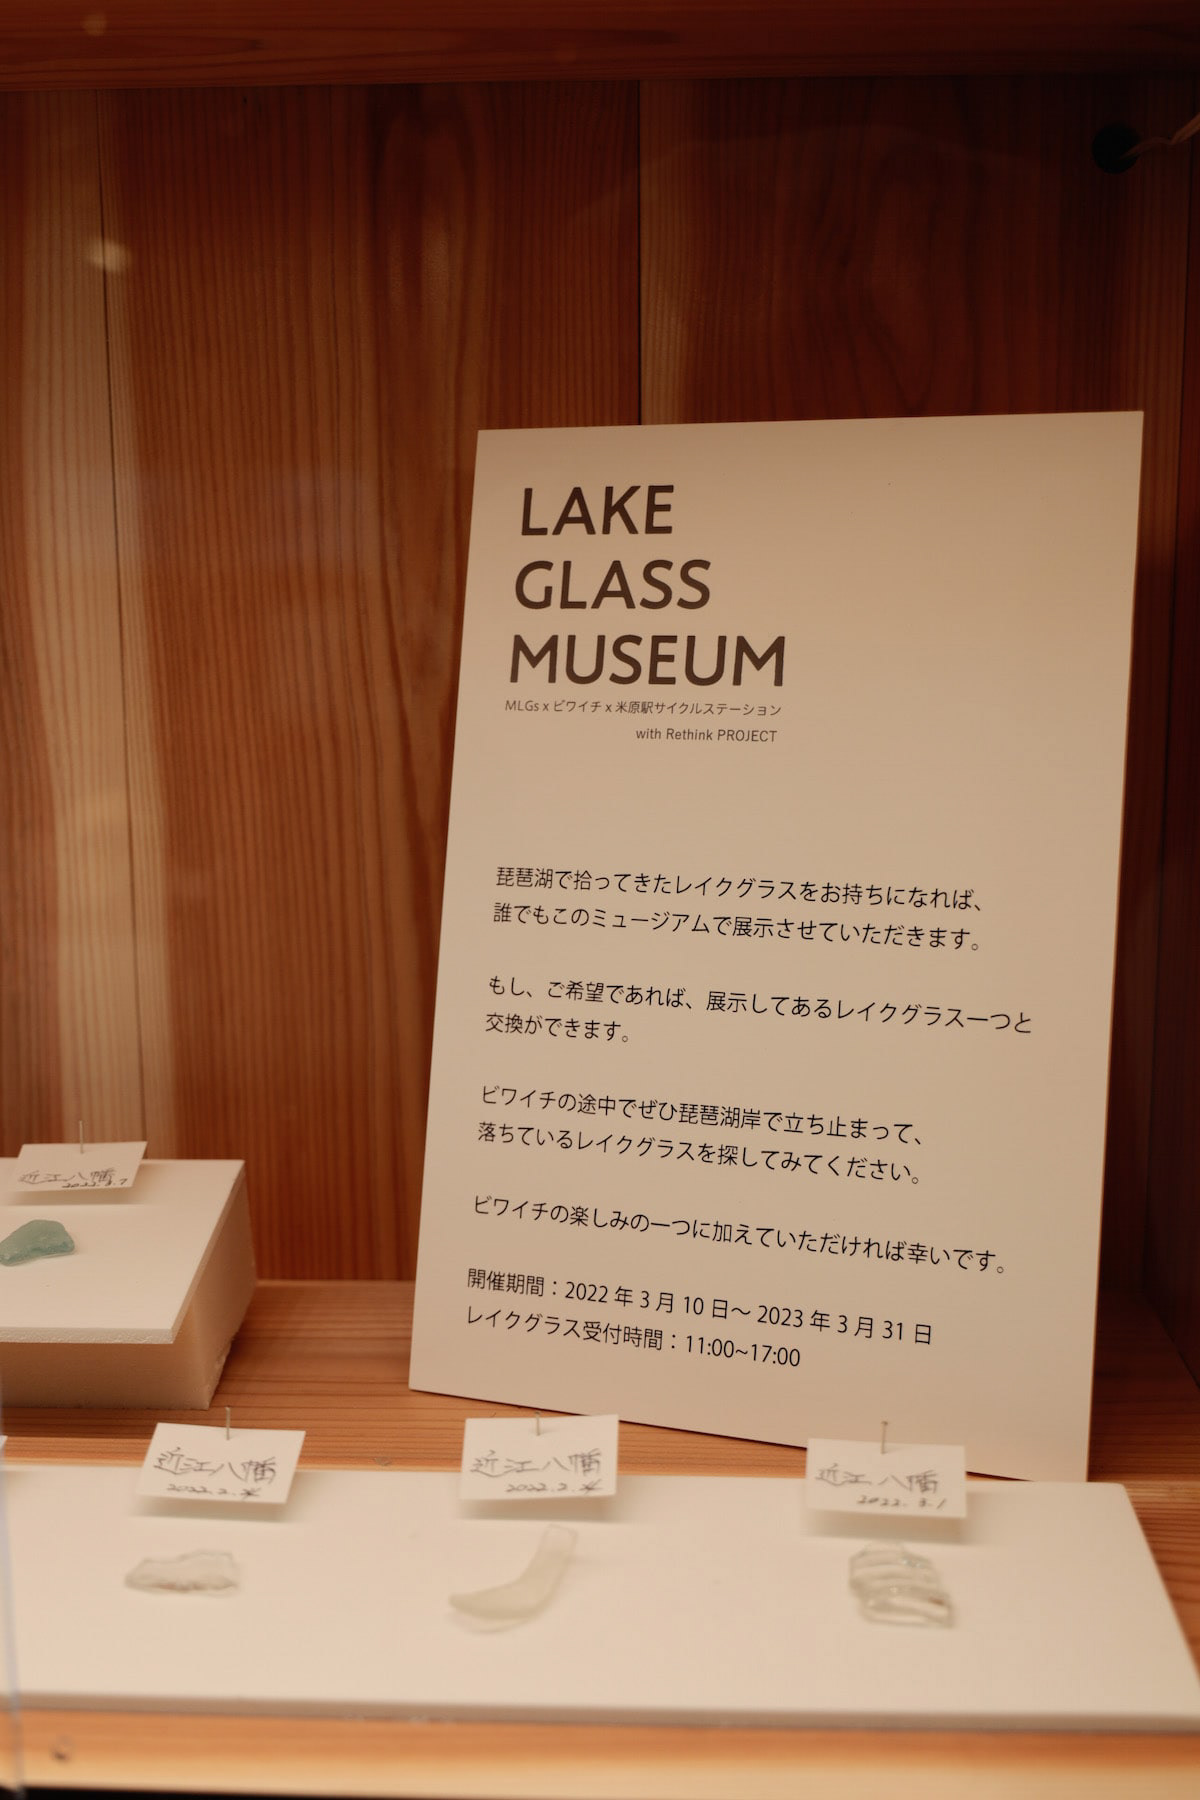 LAKE
GLASS
MUSEUM
MLGs x ビワイチ x 米原駅サイクルステーション
with Rethink PROJECT
琵琶湖で拾ってきたレイクグラスをお持ちになれば、
誰でもこのミュージアムで展示させていただきます。
もし、ご希望であれば、展示してあるレイクグラス一つと
交換ができます。
ビワイチの途中でぜひ琵琶湖岸で立ち止まって、
落ちているレイクグラスを探してみてください。
ビワイチの楽しみの一つに加えていただければ幸いです。
開催期間：2022 年 3 月 10 日〜 2023 年 3 月 31 日
レイクグラス受付時間：11:00~17:00
近江八幡
2022.3.7
近江八幡
近江八幡
近江八幡
2022.3.1